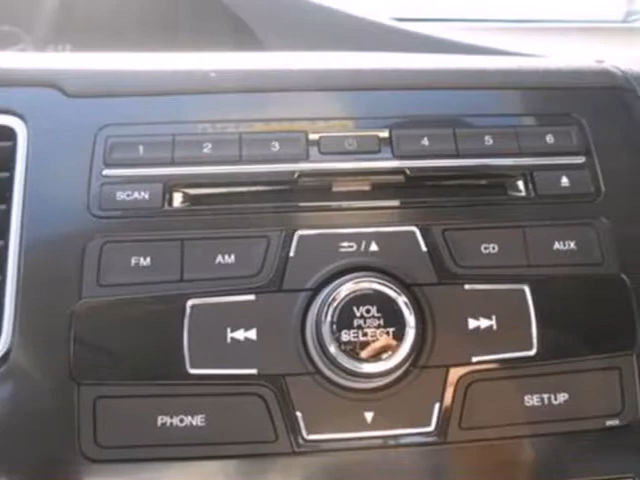 1 2 3 4 5 6
SCAN
FM AM CD AUX
VOL
PUSH
SELECT
PHONE SETUP